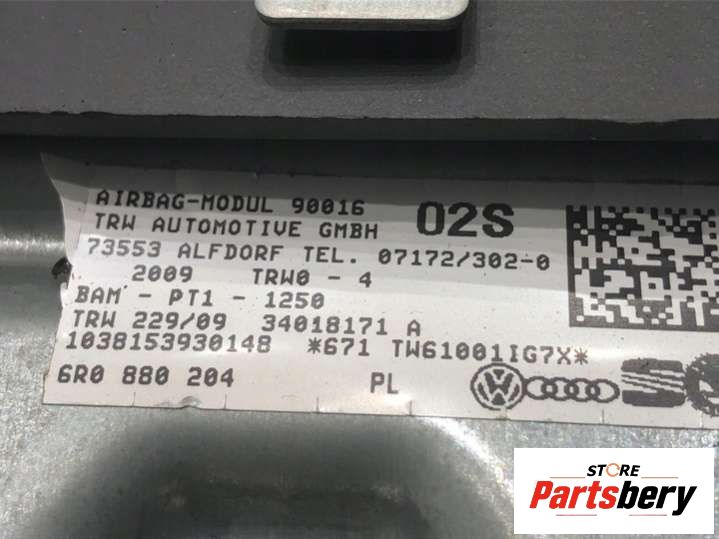 AIRBAG-MODUL 90016
02S
TRW AUTOMOTIVE GMBH
73553 ALFDORF TEL. 07172/302-0
2009 TRW0 - 4
BAM - PT1 - 1250
TRW 229/09 34018171 A
1038153930148 *671 TW61001IG7X*
6R0 880 204 PL
STORE
Partsbery